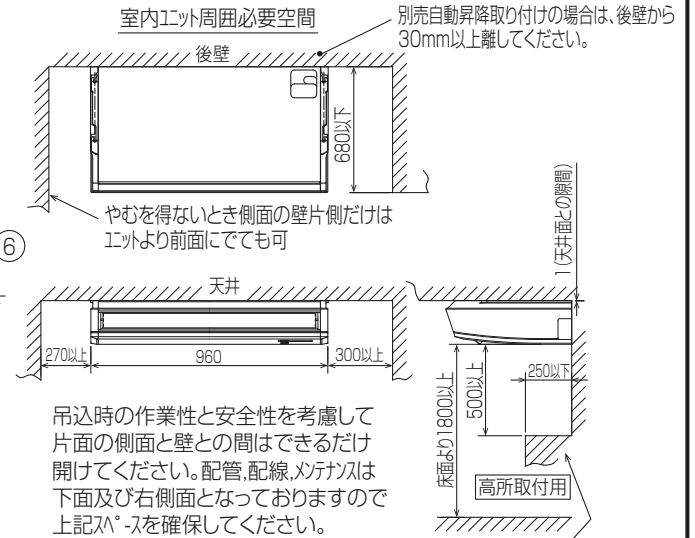 室内ユニット周囲必要空間
別売自動昇降取り付けの場合は、後壁から
30mm以上離してください。
後壁
680以下
やむを得ないとき側面の壁片側だけは
ユニットより前面にでても可
6
1(天井面との隙間)
天井
270以上
960
300以上
床面より1800以上
500以上
250以下
高所取付用
吊込時の作業性と安全性を考慮して
片面の側面と壁との間はできるだけ
開けてください。配管,配線,メンテナンスは
下面及び右側面となっておりますので
上記スペースを確保してください。